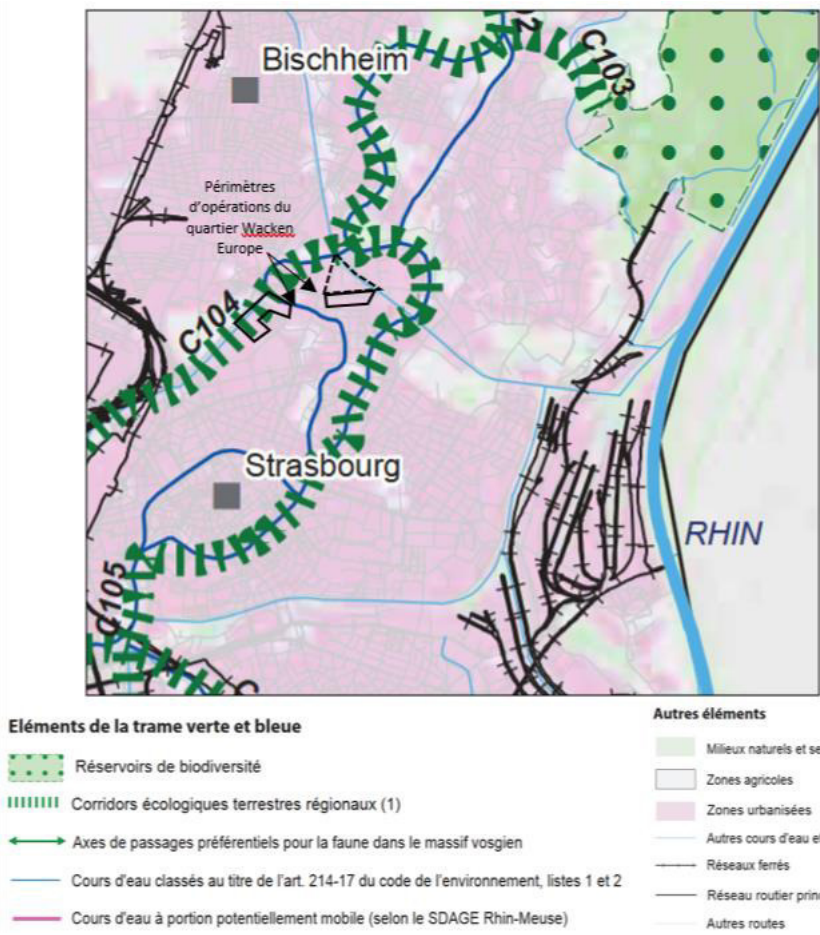 Bischheim
C103
Périmètres
d'opérations du
quartier Wacken
Europe
C104
Strasbourg
RHIN
C105
Eléments de la trame verte et bleue
Réservoirs de biodiversité
Corridors écologiques terrestres régionaux (1)
Axes de passages préférentiels pour la faune dans le massif vosgien
Cours d'eau classés au titre de l'art. 214-17 du code de l'environnement, listes 1 et 2
Cours d'eau à portion potentiellement mobile (selon le SDAGE Rhin-Meuse)
Autres éléments
Milieux naturels et se
Zones agricoles
Zones urbanisées
Autres cours d'eau e
Réseaux ferrés
Réseau routier princ
Autres routes